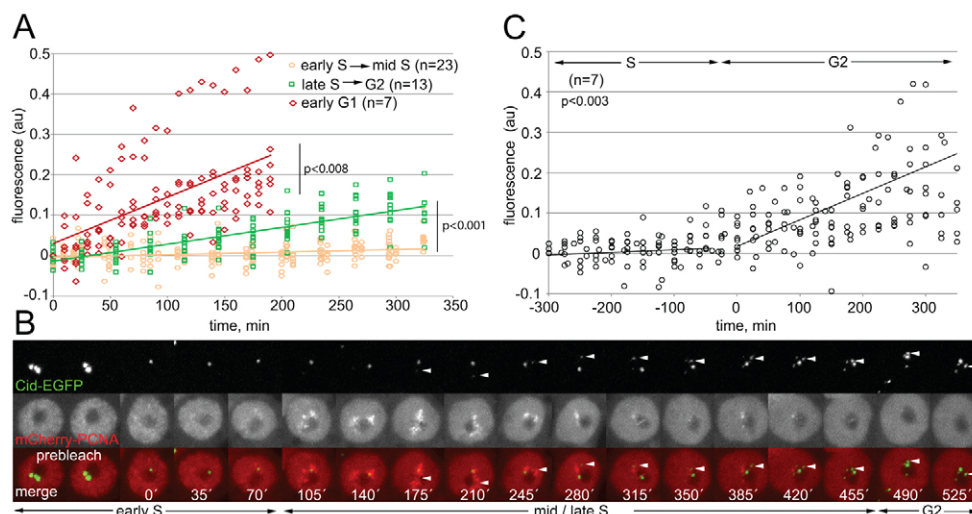 A
C
0.5
0.4
0.3
0.2
0.1
0
-0.1
fluorescence (au)
early S → mid S (n=23)
late S → G2 (n=13)
early G1 (n=7)
p<0.008
p<0.001
0 50 100 150 200 250 300 350
time, min
0.5
0.4
0.3
0.2
0.1
0
-0.1
fluorescence (au)
S G2
(n=7)
p<0.003
-300 -200 -100 0 100 200 300
time, min
B
Cid-EGFP
mCherry-PCNA
prebleach
merge
0´ 35´ 70´ 105´ 140´ 175´ 210´ 245´ 280´ 315´ 350´ 385´ 420´ 455´ 490´ 525´
early S mid / late S G2